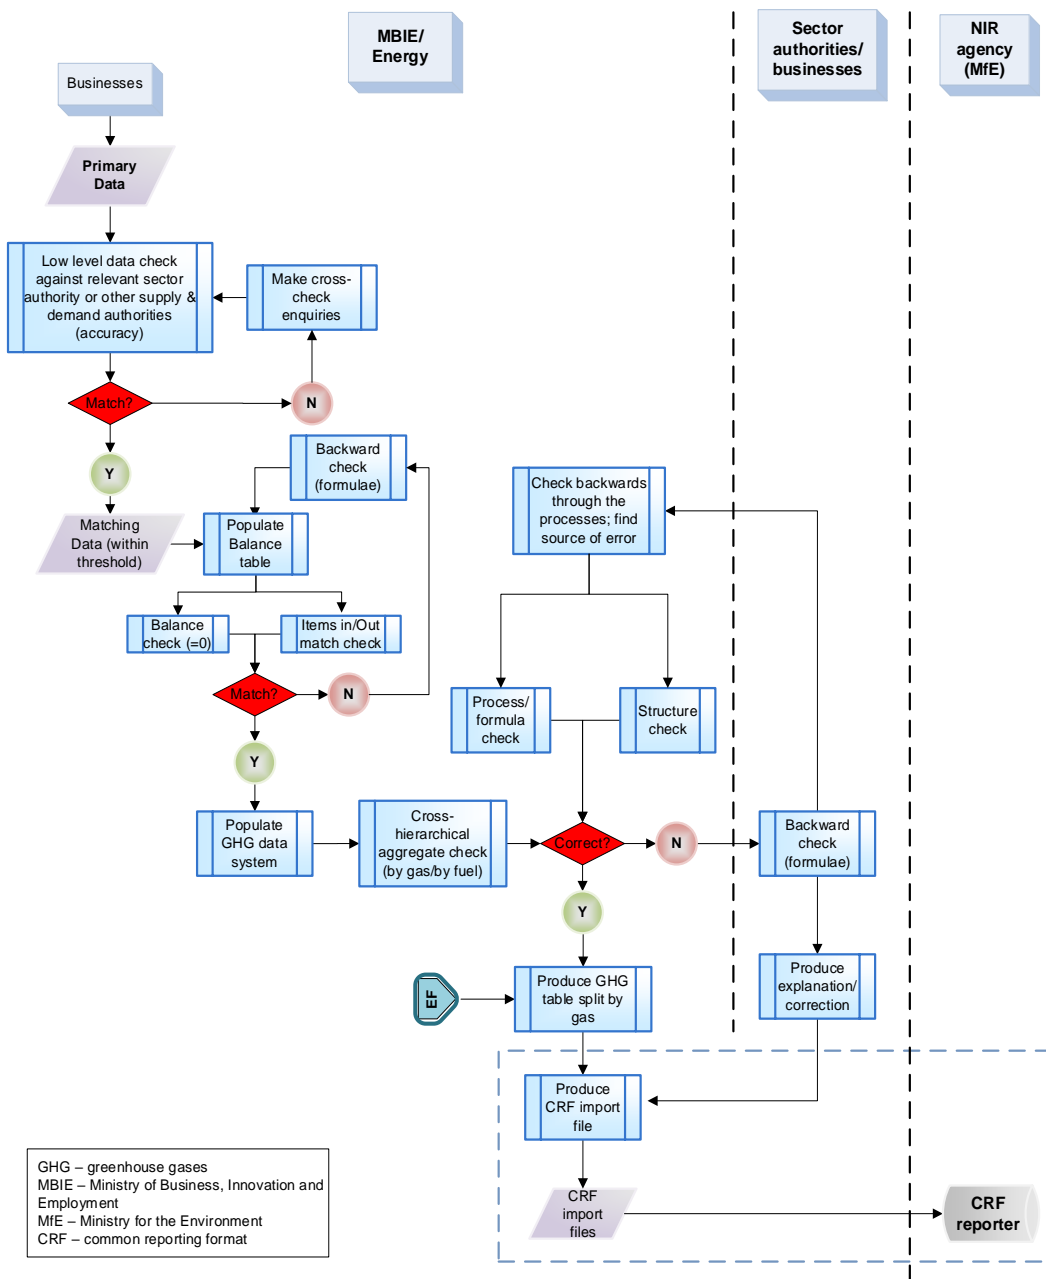 MBIE/
Energy
Sector
authorities/
businesses
NIR
agency
(MfE)
Businesses
Primary
Data
Low level data check
against relevant sector
authority or other supply &
demand authorities
(accuracy)
Make cross-
check
enquiries
Match?
N
Y
Backward
check
(formulae)
Matching
Data (within
threshold)
Populate
Balance
table
Check backwards
through the
processes; find
source of error
Balance
check (=0)
Items in/Out
match check
Match?
N
Y
Process/
formula
check
Structure
check
Populate
GHG data
system
Cross-
hierarchical
aggregate check
(by gas/by fuel)
Correct?
N
Backward
check
(formulae)
Y
EF
Produce GHG
table split by
gas
Produce
explanation/
correction
Produce
CRF import
file
CRF
import
files
CRF
reporter
GHG – greenhouse gases
MBIE – Ministry of Business, Innovation and
Employment
MfE – Ministry for the Environment
CRF – common reporting format